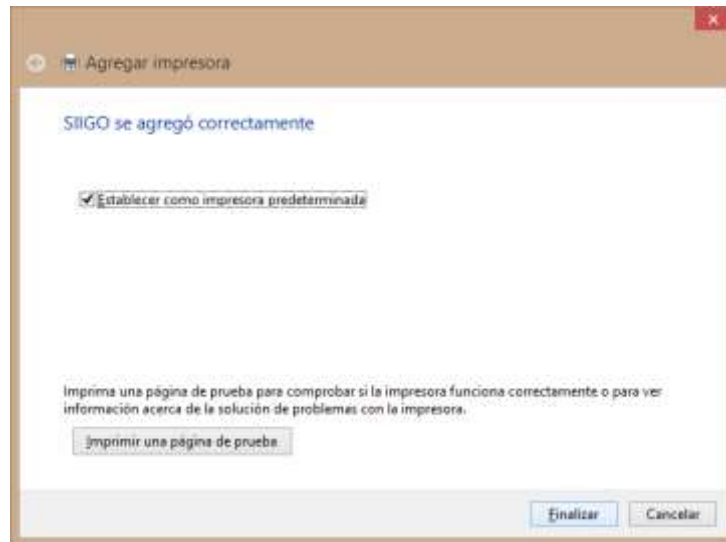 Agregar impresora
SIIGO se agregó correctamente
Establecer como impresora predeterminada
Imprima una página de prueba para comprobar si la impresora funciona correctamente o para ver
información acerca de la solución de problemas con la impresora.
Imprimir una página de prueba
Finalizar Cancelar